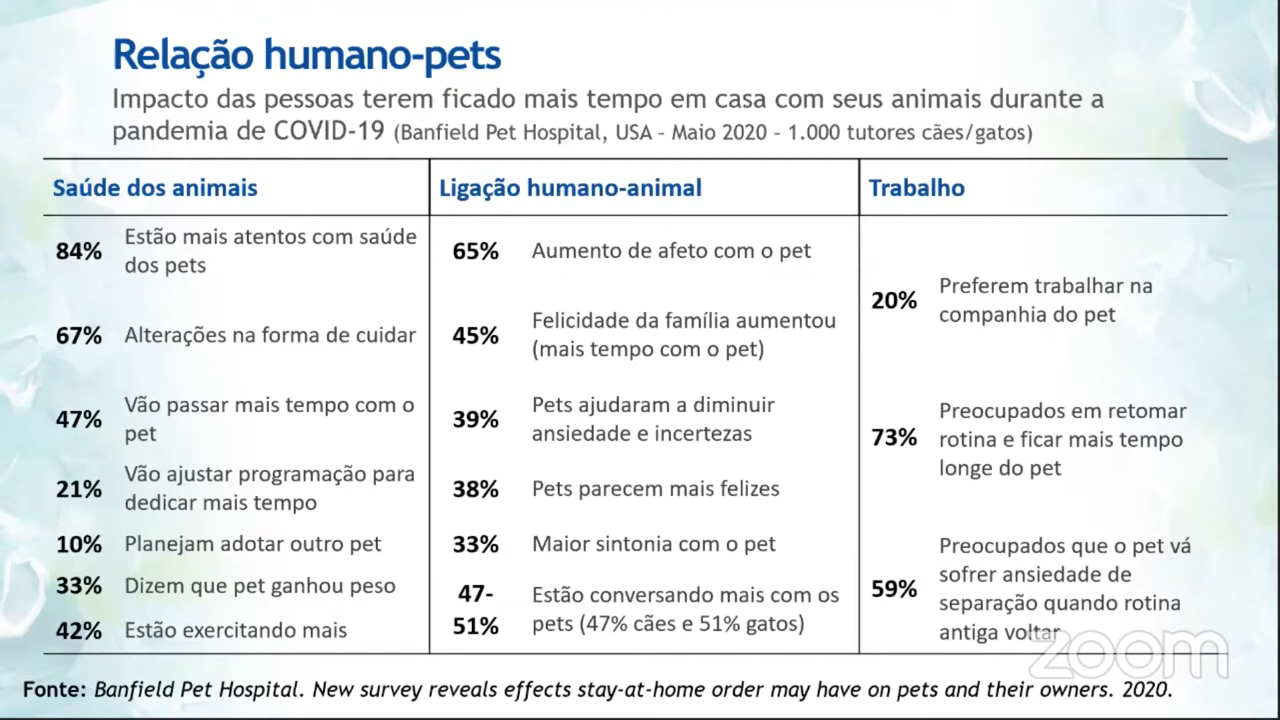 Relação humano-pets
Impacto das pessoas terem ficado mais tempo em casa com seus animais durante a
pandemia de COVID-19 (Banfield Pet Hospital, USA - Maio 2020 - 1.000 tutores cães/gatos)
Saúde dos animais
84% Estão mais atentos com saúde
dos pets
67% Alterações na forma de cuidar
47% Vão passar mais tempo com o
pet
21% Vão ajustar programação para
dedicar mais tempo
10% Planejam adotar outro pet
33% Dizem que pet ganhou peso
42% Estão exercitando mais
Ligação humano-animal
65% Aumento de afeto com o pet
45% Felicidade da família aumentou
(mais tempo com o pet)
39% Pets ajudaram a diminuir
ansiedade e incertezas
38% Pets parecem mais felizes
33% Maior sintonia com o pet
47- Estão conversando mais com os
51% pets (47% cães e 51% gatos)
Trabalho
20% Preferem trabalhar na
companhia do pet
73% Preocupados em retomar
rotina e ficar mais tempo
longe do pet
59% Preocupados que o pet vá
sofrer ansiedade de
separação quando rotina
antiga voltar
zoom
Fonte: Banfield Pet Hospital. New survey reveals effects stay-at-home order may have on pets and their owners. 2020.